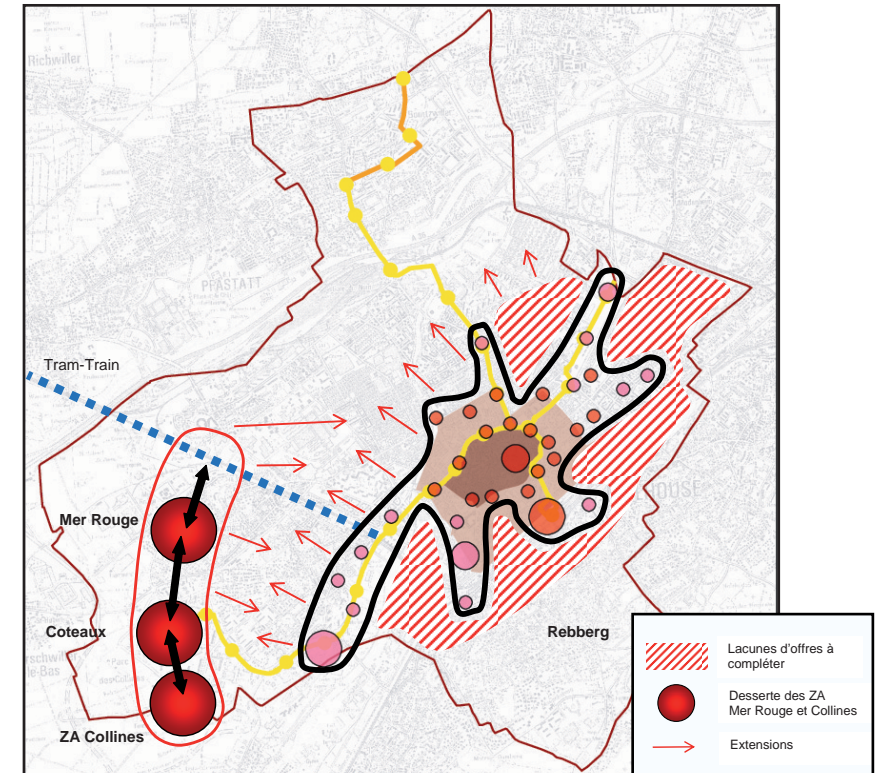 Richwiller
PFASTATT
Tram-Train
Mer Rouge
Coteaux
Rebberg
ZA Collines
Lacunes d'offres à
compléter
Desserte des ZA
Mer Rouge et Collines
Extensions